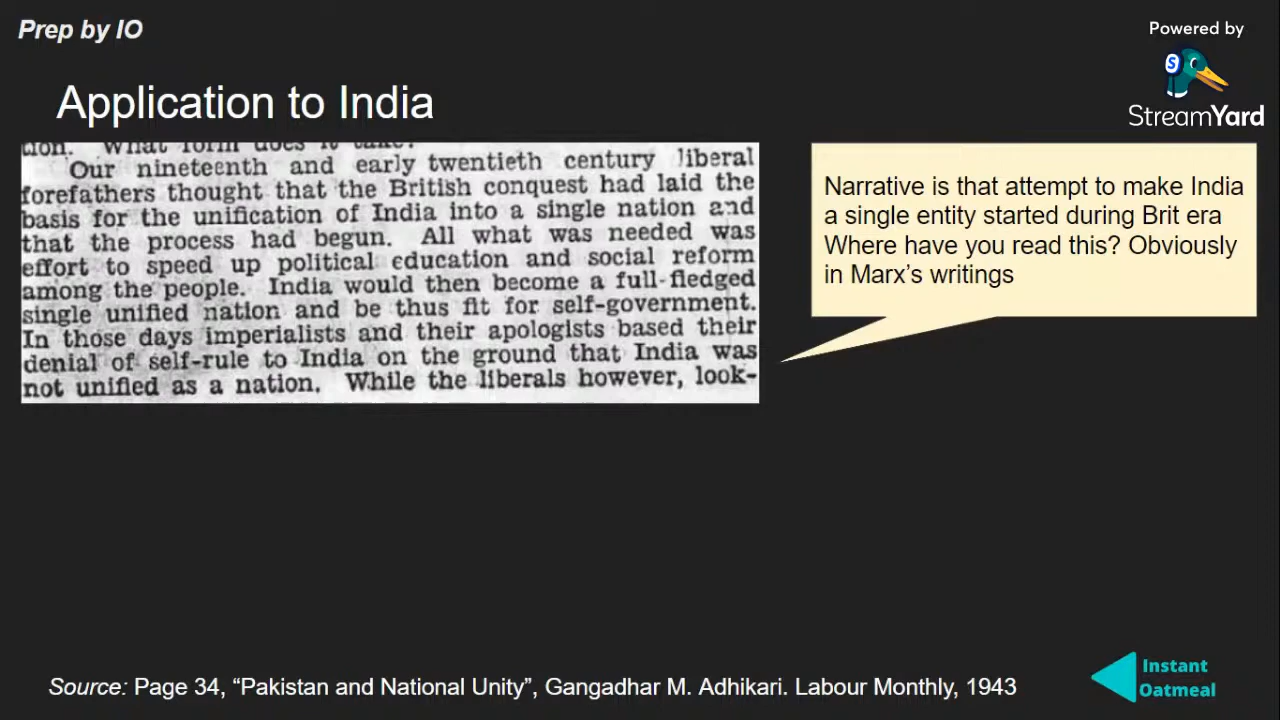 Prep by IO
Powered by
S
StreamYard
Application to India
tion. What form does it take?
Our nineteenth and early twentieth century liberal
forefathers thought that the British conquest had laid the
basis for the unification of India into a single nation and
that the process had begun. All what was needed was
effort to speed up political education and social reform
among the people. India would then become a full-fledged
single unified nation and be thus fit for self-government.
In those days imperialists and their apologists based their
denial of self-rule to India on the ground that India was
not unified as a nation. While the liberals however, look-
Narrative is that attempt to make India
a single entity started during Brit era
Where have you read this? Obviously
in Marx's writings
Source: Page 34, “Pakistan and National Unity”, Gangadhar M. Adhikari. Labour Monthly, 1943
Instant
Oatmeal